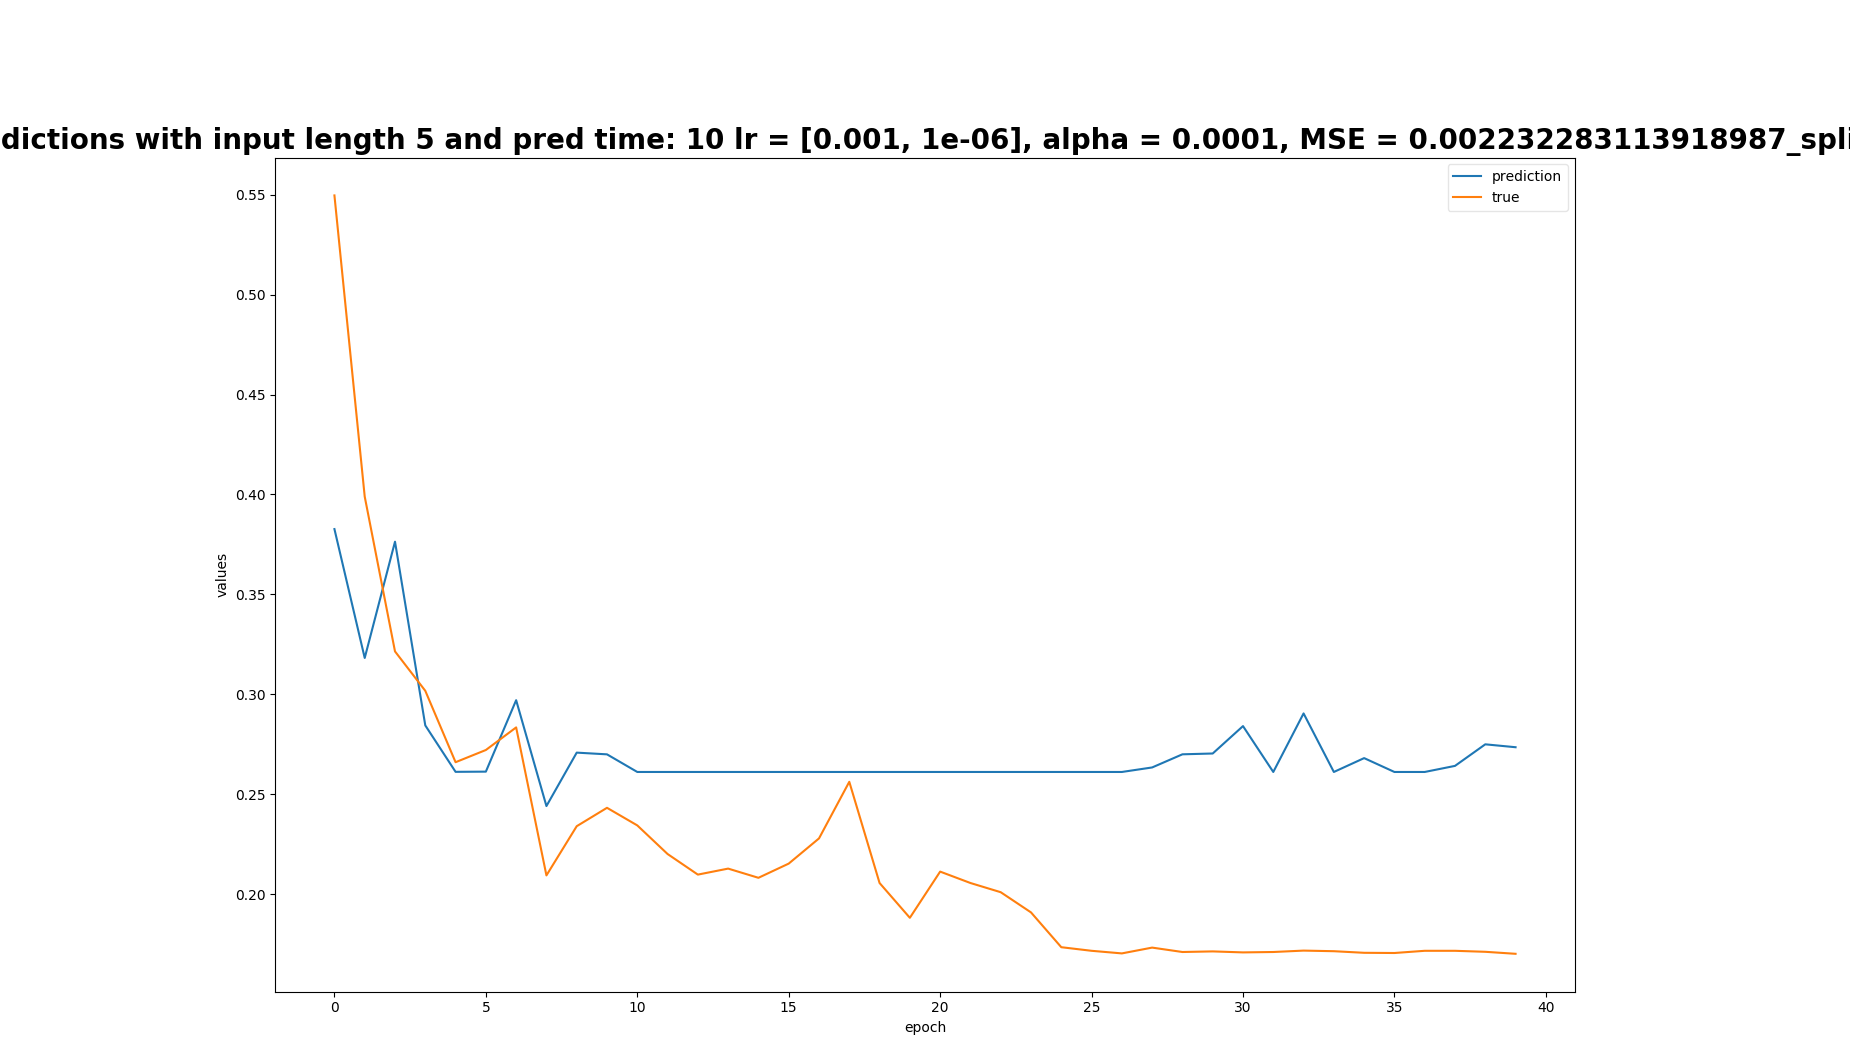 dictions with input length 5 and pred time: 10 lr = [0.001, 1e-06], alpha = 0.0001, MSE = 0.002232283113918987_spli
prediction
true
0.55
0.50
0.45
0.40
0.35
0.30
0.25
0.20
values
0 5 10 15 20 25 30 35 40
epoch